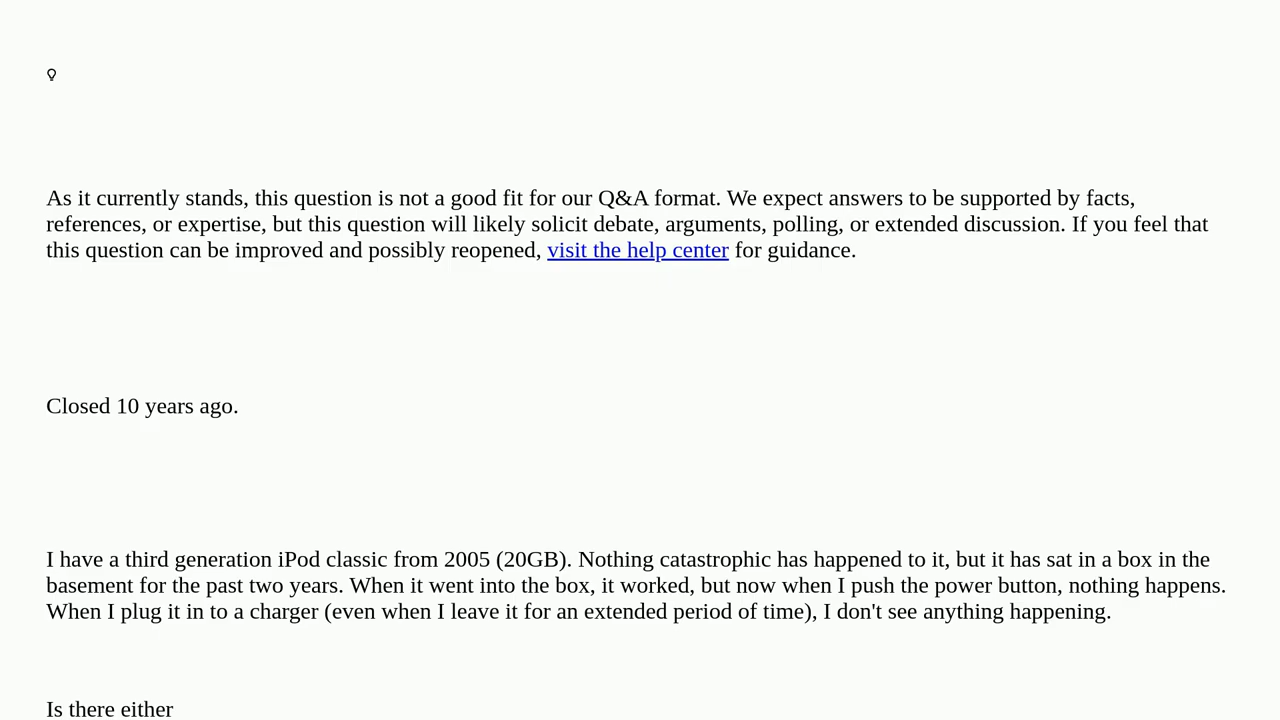 As it currently stands, this question is not a good fit for our Q&A format. We expect answers to be supported by facts,
references, or expertise, but this question will likely solicit debate, arguments, polling, or extended discussion. If you feel that
this question can be improved and possibly reopened, visit the help center for guidance.
Closed 10 years ago.
I have a third generation iPod classic from 2005 (20GB). Nothing catastrophic has happened to it, but it has sat in a box in the
basement for the past two years. When it went into the box, it worked, but now when I push the power button, nothing happens.
When I plug it in to a charger (even when I leave it for an extended period of time), I don't see anything happening.
Is there either